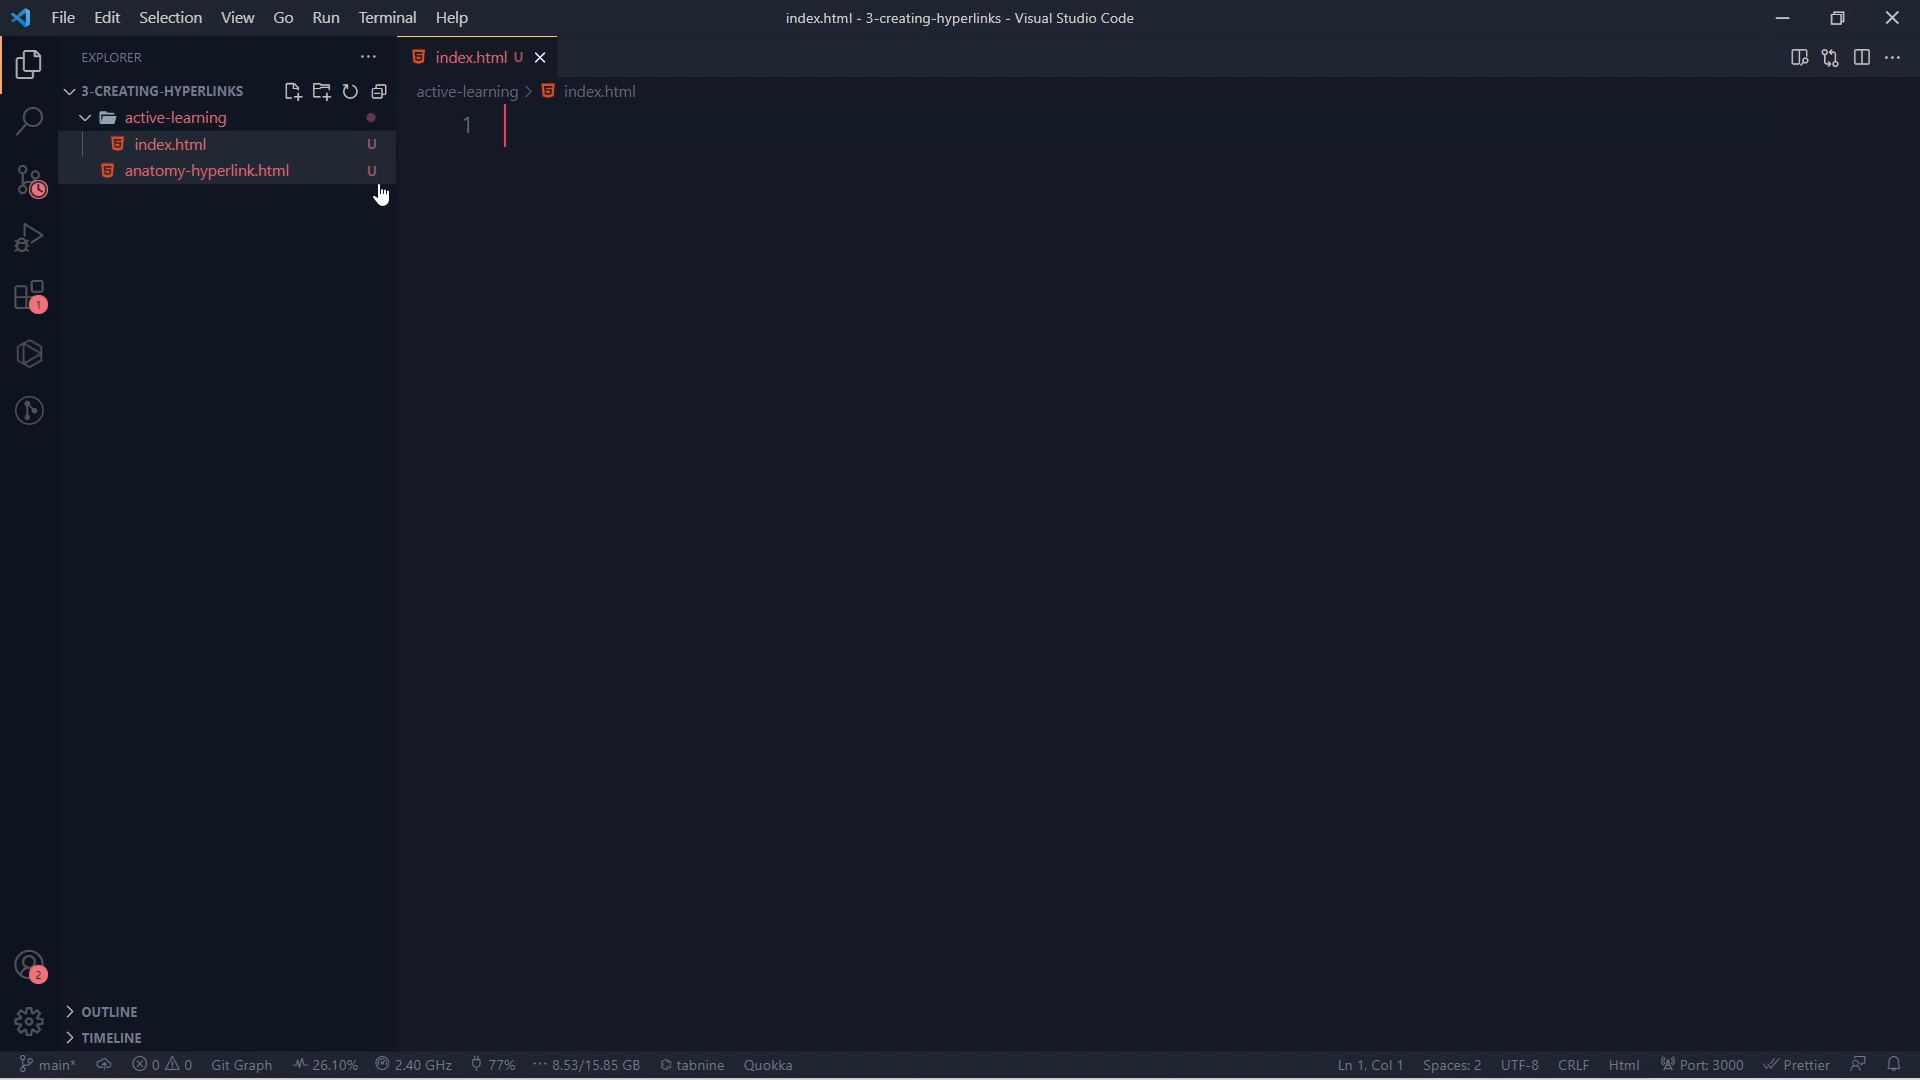 File Edit Selection View Go Run Terminal Help
index.html - 3-creating-hyperlinks - Visual Studio Code
EXPLORER
index.html U
3-CREATING-HYPERLINKS
active-learning > index.html
active-learning
1
index.html U
anatomy-hyperlink.html U
1
2
OUTLINE
TIMELINE
main* 0 0 Git Graph 26.10% 2.40 GHz 77% 8.53/15.85 GB tabnine Quokka Ln 1, Col 1 Spaces: 2 UTF-8 CRLF Html Port: 3000 Prettier